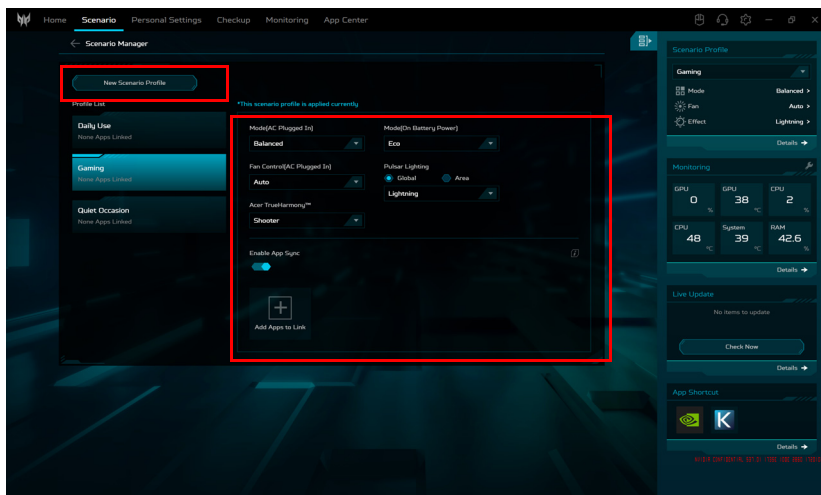 Home Scenario Personal Settings Checkup Monitoring App Center
Scenario Manager
New Scenario Profile
Profile List
Daily Use
None Apps Linked
Gaming
None Apps Linked
Quiet Occasion
None Apps Linked
*This scenario profile is applied currently
Mode(AC Plugged In)
Balanced
Mode(On Battery Power)
Eco
Fan Control(AC Plugged In)
Auto
Pulsar Lighting
Global Area
Lightning
Acer TrueHarmony™
Shooter
Enable App Sync
Add Apps to Link
Scenario Profile
Gaming
Mode Balanced >
Fan Auto >
Effect Lightning >
Details →
Monitoring
GPU
0 %
GPU
38 °C
CPU
2 %
CPU
48 °C
System
39 °C
RAM
42.6 %
Details →
Live Update
No items to update
Check Now
Details →
App Shortcut
K
Details →